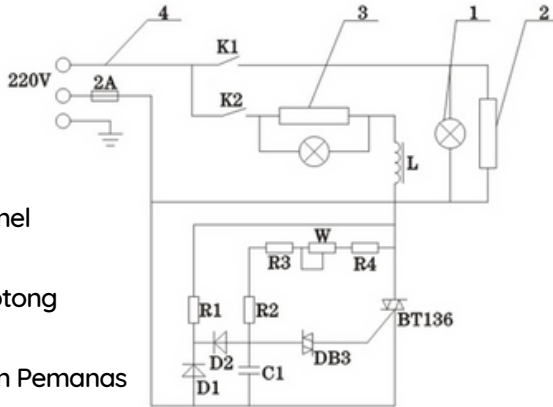 4
3
1
2
K1
220V
2A
K2
L
nel
W
R3
R4
otong
R1
R2
BT136
D2
DB3
n Pemanas
D1
C1